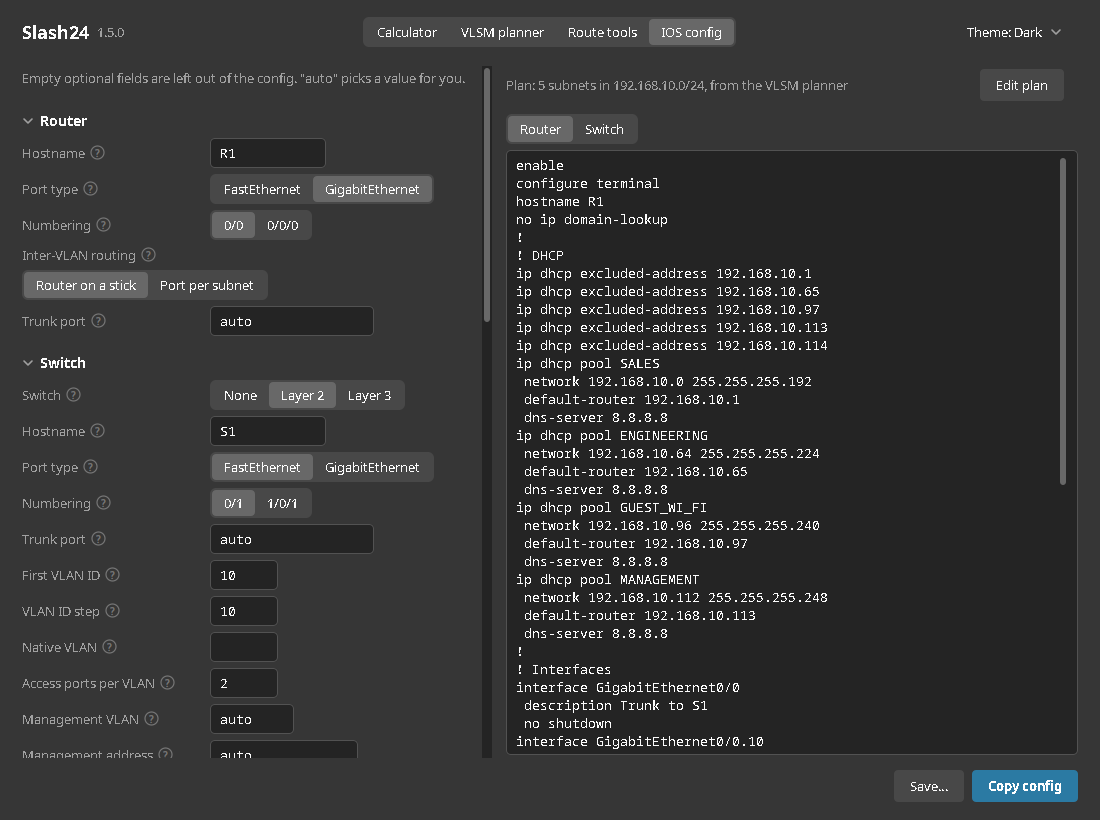 Slash24 1.5.0
Calculator VLSM planner Route tools IOS config
Theme: Dark
Empty optional fields are left out of the config. "auto" picks a value for you.
Router
Hostname ? R1
Port type ? FastEthernet GigabitEthernet
Numbering ? 0/0 0/0/0
Inter-VLAN routing ?
Router on a stick Port per subnet
Trunk port ? auto
Switch
Switch ? None Layer 2 Layer 3
Hostname ? S1
Port type ? FastEthernet GigabitEthernet
Numbering ? 0/1 1/0/1
Trunk port ? auto
First VLAN ID ? 10
VLAN ID step ? 10
Native VLAN ?
Access ports per VLAN ? 2
Management VLAN ? auto
Management address ? auto
Plan: 5 subnets in 192.168.10.0/24, from the VLSM planner
Edit plan
Router Switch
enable
configure terminal
hostname R1
no ip domain-lookup
!
! DHCP
ip dhcp excluded-address 192.168.10.1
ip dhcp excluded-address 192.168.10.65
ip dhcp excluded-address 192.168.10.97
ip dhcp excluded-address 192.168.10.113
ip dhcp excluded-address 192.168.10.114
ip dhcp pool SALES
 network 192.168.10.0 255.255.255.192
 default-router 192.168.10.1
 dns-server 8.8.8.8
ip dhcp pool ENGINEERING
 network 192.168.10.64 255.255.255.224
 default-router 192.168.10.65
 dns-server 8.8.8.8
ip dhcp pool GUEST_WI_FI
 network 192.168.10.96 255.255.255.240
 default-router 192.168.10.97
 dns-server 8.8.8.8
ip dhcp pool MANAGEMENT
 network 192.168.10.112 255.255.255.248
 default-router 192.168.10.113
 dns-server 8.8.8.8
!
! Interfaces
interface GigabitEthernet0/0
 description Trunk to S1
 no shutdown
interface GigabitEthernet0/0.10
Save...
Copy config